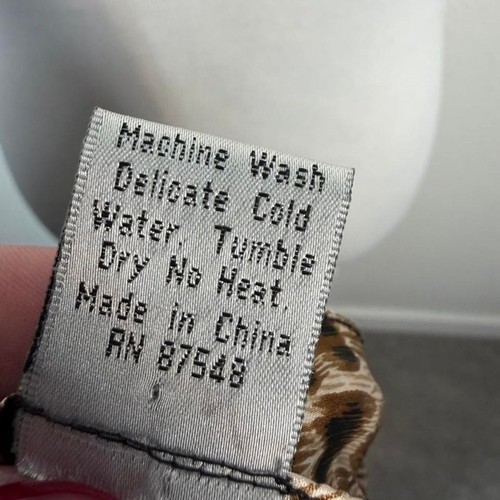 Machine Wash
Delicate Cold
Water, Tumble
Dry No Heat.
Made in China
RN 87548